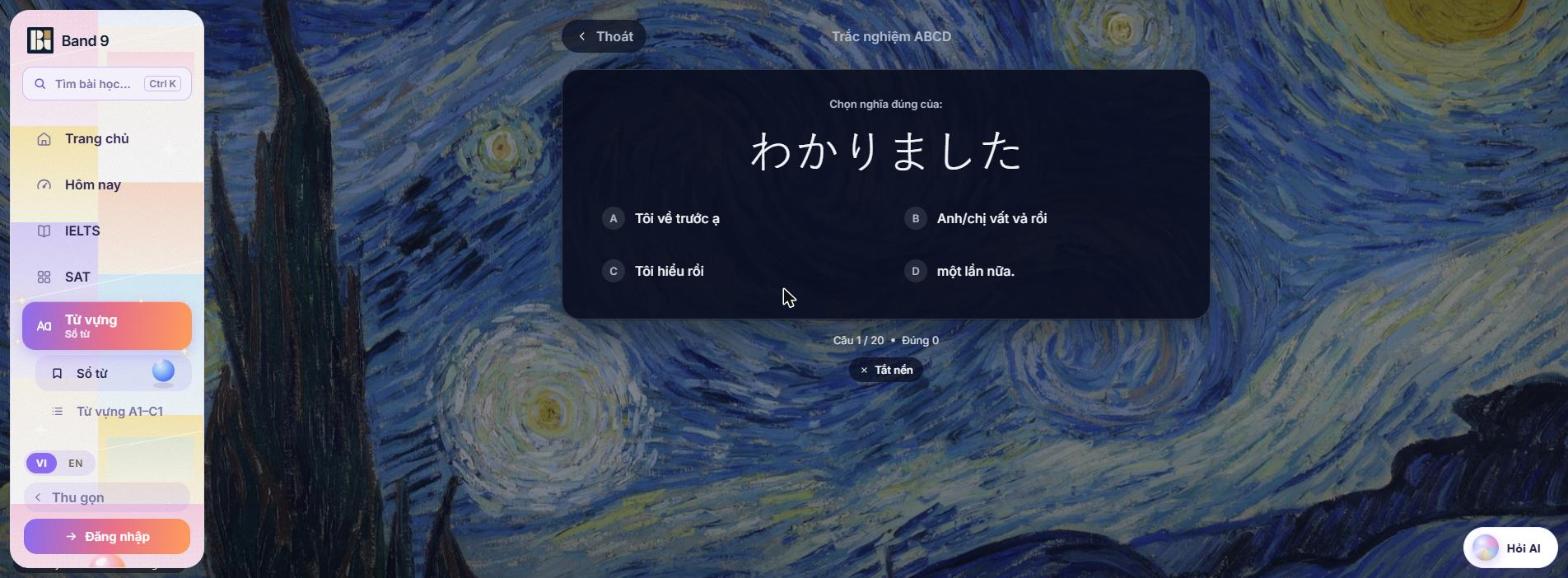 Band 9
Tìm bài học... Ctrl K
Trang chủ
Hôm nay
IELTS
SAT
Từ vựng
Sổ từ
Sổ từ
Từ vựng A1–C1
VI EN
Thu gọn
Đăng nhập
Thoát
Trắc nghiệm ABCD
Chọn nghĩa đúng của:
わかりました
A Tôi về trước ạ
B Anh/chị vất vả rồi
C Tôi hiểu rồi
D một lần nữa.
Câu 1 / 20 • Đúng 0
× Tắt nền
Hỏi AI